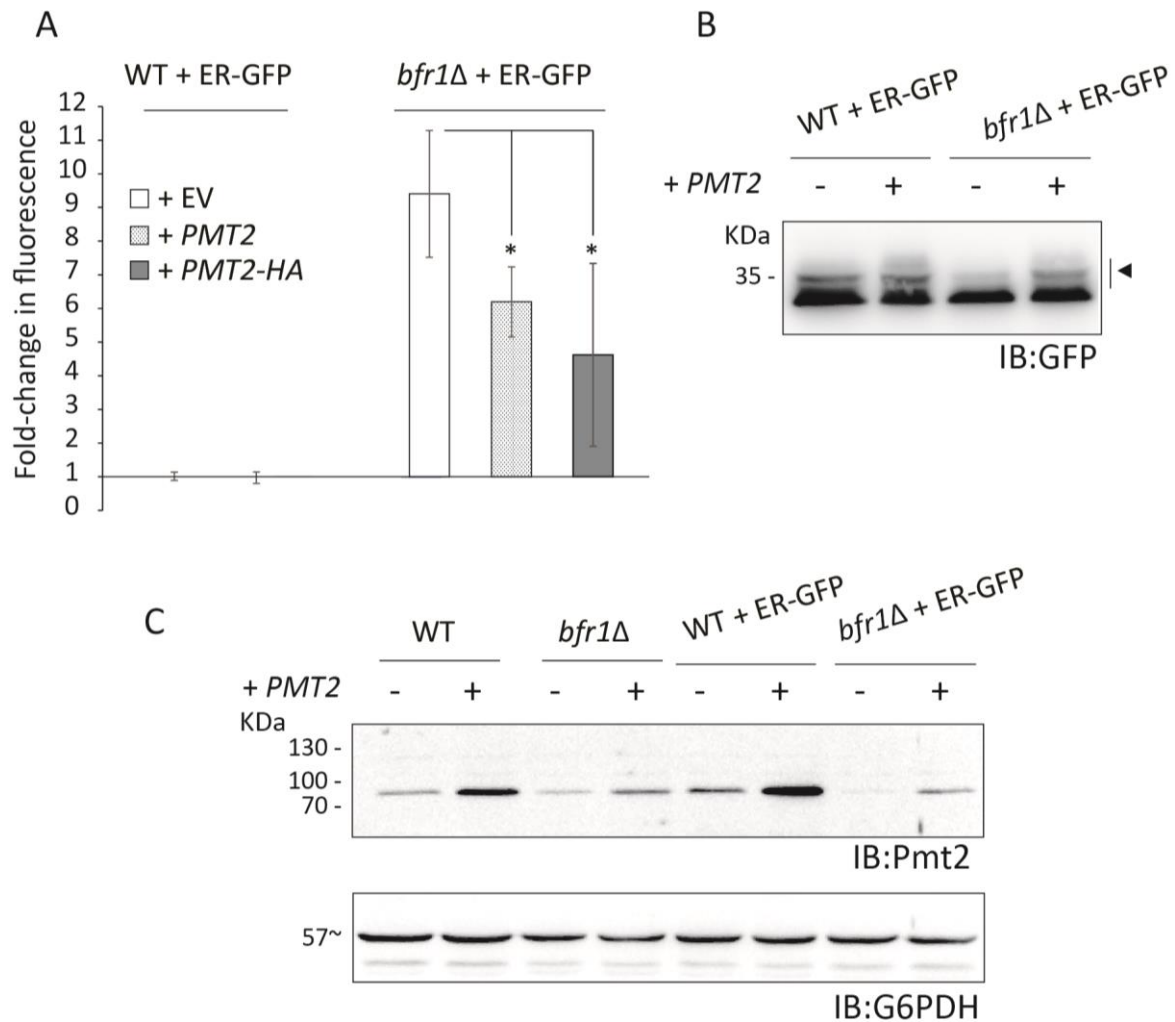 A
WT + ER-GFP
bfr1Δ + ER-GFP
Fold-change in fluorescence
12
11
10
9
8
7
6
5
4
3
2
1
0
+ EV
+ PMT2
+ PMT2-HA
*
*
B
WT + ER-GFP
bfr1Δ + ER-GFP
+ PMT2 - + - +
KDa
35 -
IB:GFP
C
WT
bfr1Δ
WT + ER-GFP
bfr1Δ + ER-GFP
+ PMT2 - + - + - + - +
KDa
130 -
100 -
70 -
IB:Pmt2
57~
IB:G6PDH